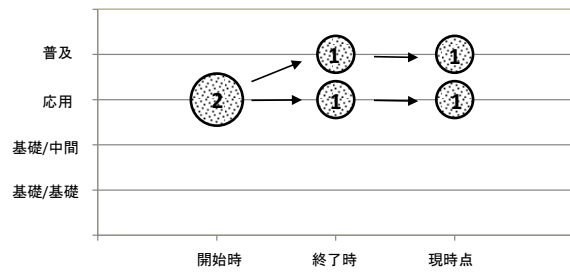 普及
応用
基礎/中間
基礎/基礎
1 1
2 1 1
開始時 終了時 現時点